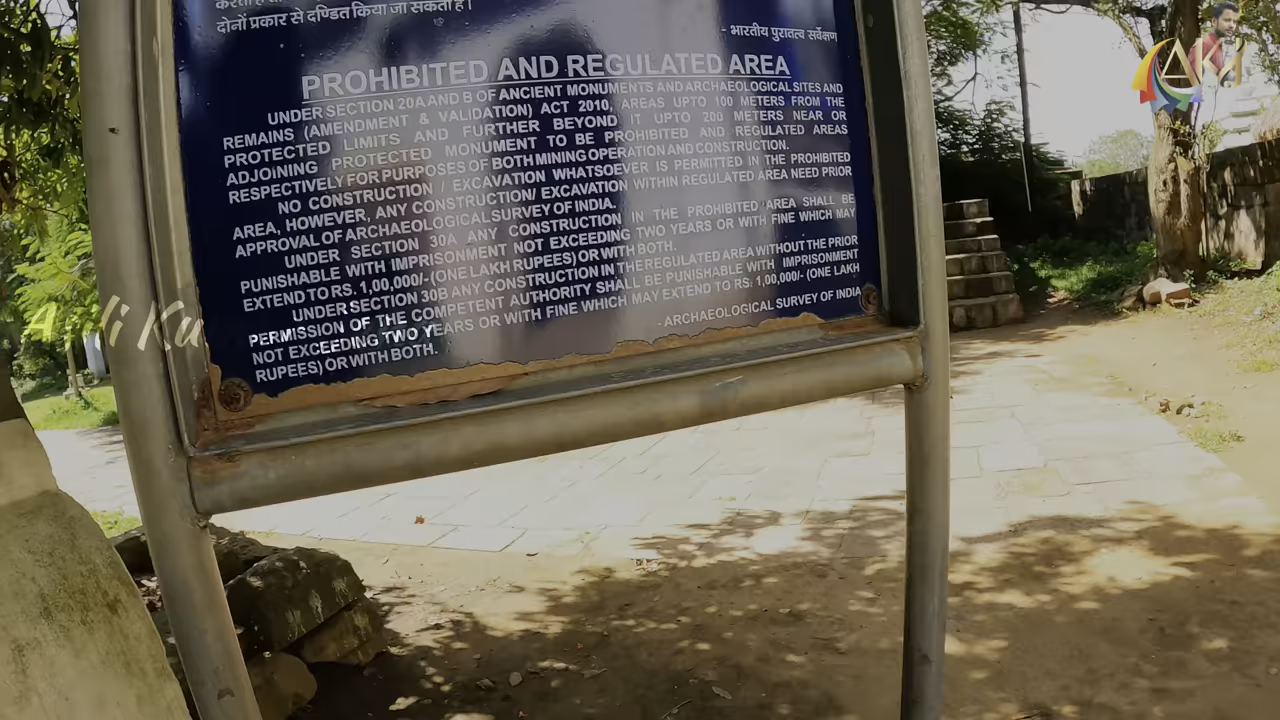 दोनों प्रकार से दण्डित किया जा सकता है।
- भारतीय पुरातत्व सर्वेक्षण
PROHIBITED AND REGULATED AREA
UNDER SECTION 20A AND B OF ANCIENT MONUMENTS AND ARCHAEOLOGICAL SITES AND
REMAINS (AMENDMENT & VALIDATION) ACT 2010, AREAS UPTO 100 METERS FROM THE
PROTECTED LIMITS AND FURTHER BEYOND IT UPTO 200 METERS NEAR OR
ADJOINING PROTECTED MONUMENT TO BE PROHIBITED AND REGULATED AREAS
RESPECTIVELY FOR PURPOSES OF BOTH MINING OPERATION AND CONSTRUCTION.
NO CONSTRUCTION / EXCAVATION WHATSOEVER IS PERMITTED IN THE PROHIBITED
AREA, HOWEVER, ANY CONSTRUCTION/ EXCAVATION WITHIN REGULATED AREA NEED PRIOR
APPROVAL OF ARCHAEOLOGICAL SURVEY OF INDIA.
UNDER SECTION 30A ANY CONSTRUCTION IN THE PROHIBITED AREA SHALL BE
PUNISHABLE WITH IMPRISONMENT NOT EXCEEDING TWO YEARS OR WITH FINE WHICH MAY
EXTEND TO RS. 1,00,000/- (ONE LAKH RUPEES) OR WITH BOTH.
UNDER SECTION 30B ANY CONSTRUCTION IN THE REGULATED AREA WITHOUT THE PRIOR
PERMISSION OF THE COMPETENT AUTHORITY SHALL BE PUNISHABLE WITH IMPRISONMENT
NOT EXCEEDING TWO YEARS OR WITH FINE WHICH MAY EXTEND TO RS. 1,00,000/- (ONE LAKH
RUPEES) OR WITH BOTH.
- ARCHAEOLOGICAL SURVEY OF INDIA